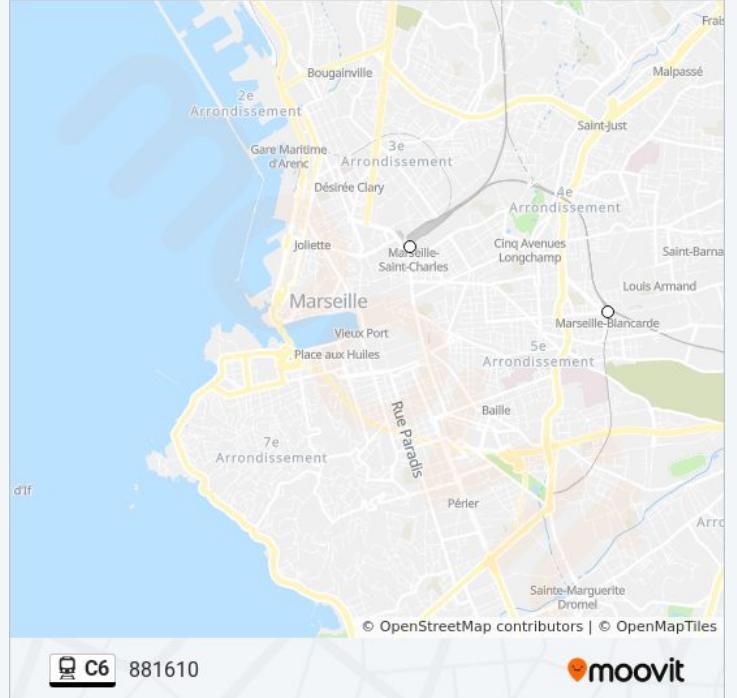 Frais
Bougainville
Malpassé
2e
Arrondissement
Saint-Just
Gare Maritime
d'Arenc
3e
Arrondissement
Désirée Clary
4e
Arrondissement
Joliette
Marseille-
Saint-Charles
Cinq Avenues
Longchamp
Saint-Barna
Louis Armand
Marseille
Marseille-Blancarde
Vieux Port
Place aux Huiles
5e
Arrondissement
Rue Paradis
Baille
7e
Arrondissement
d'If
Périer
Arro
Sainte-Marguerite
Dromel
© OpenStreetMap contributors | © OpenMapTiles
C6 881610
moovit